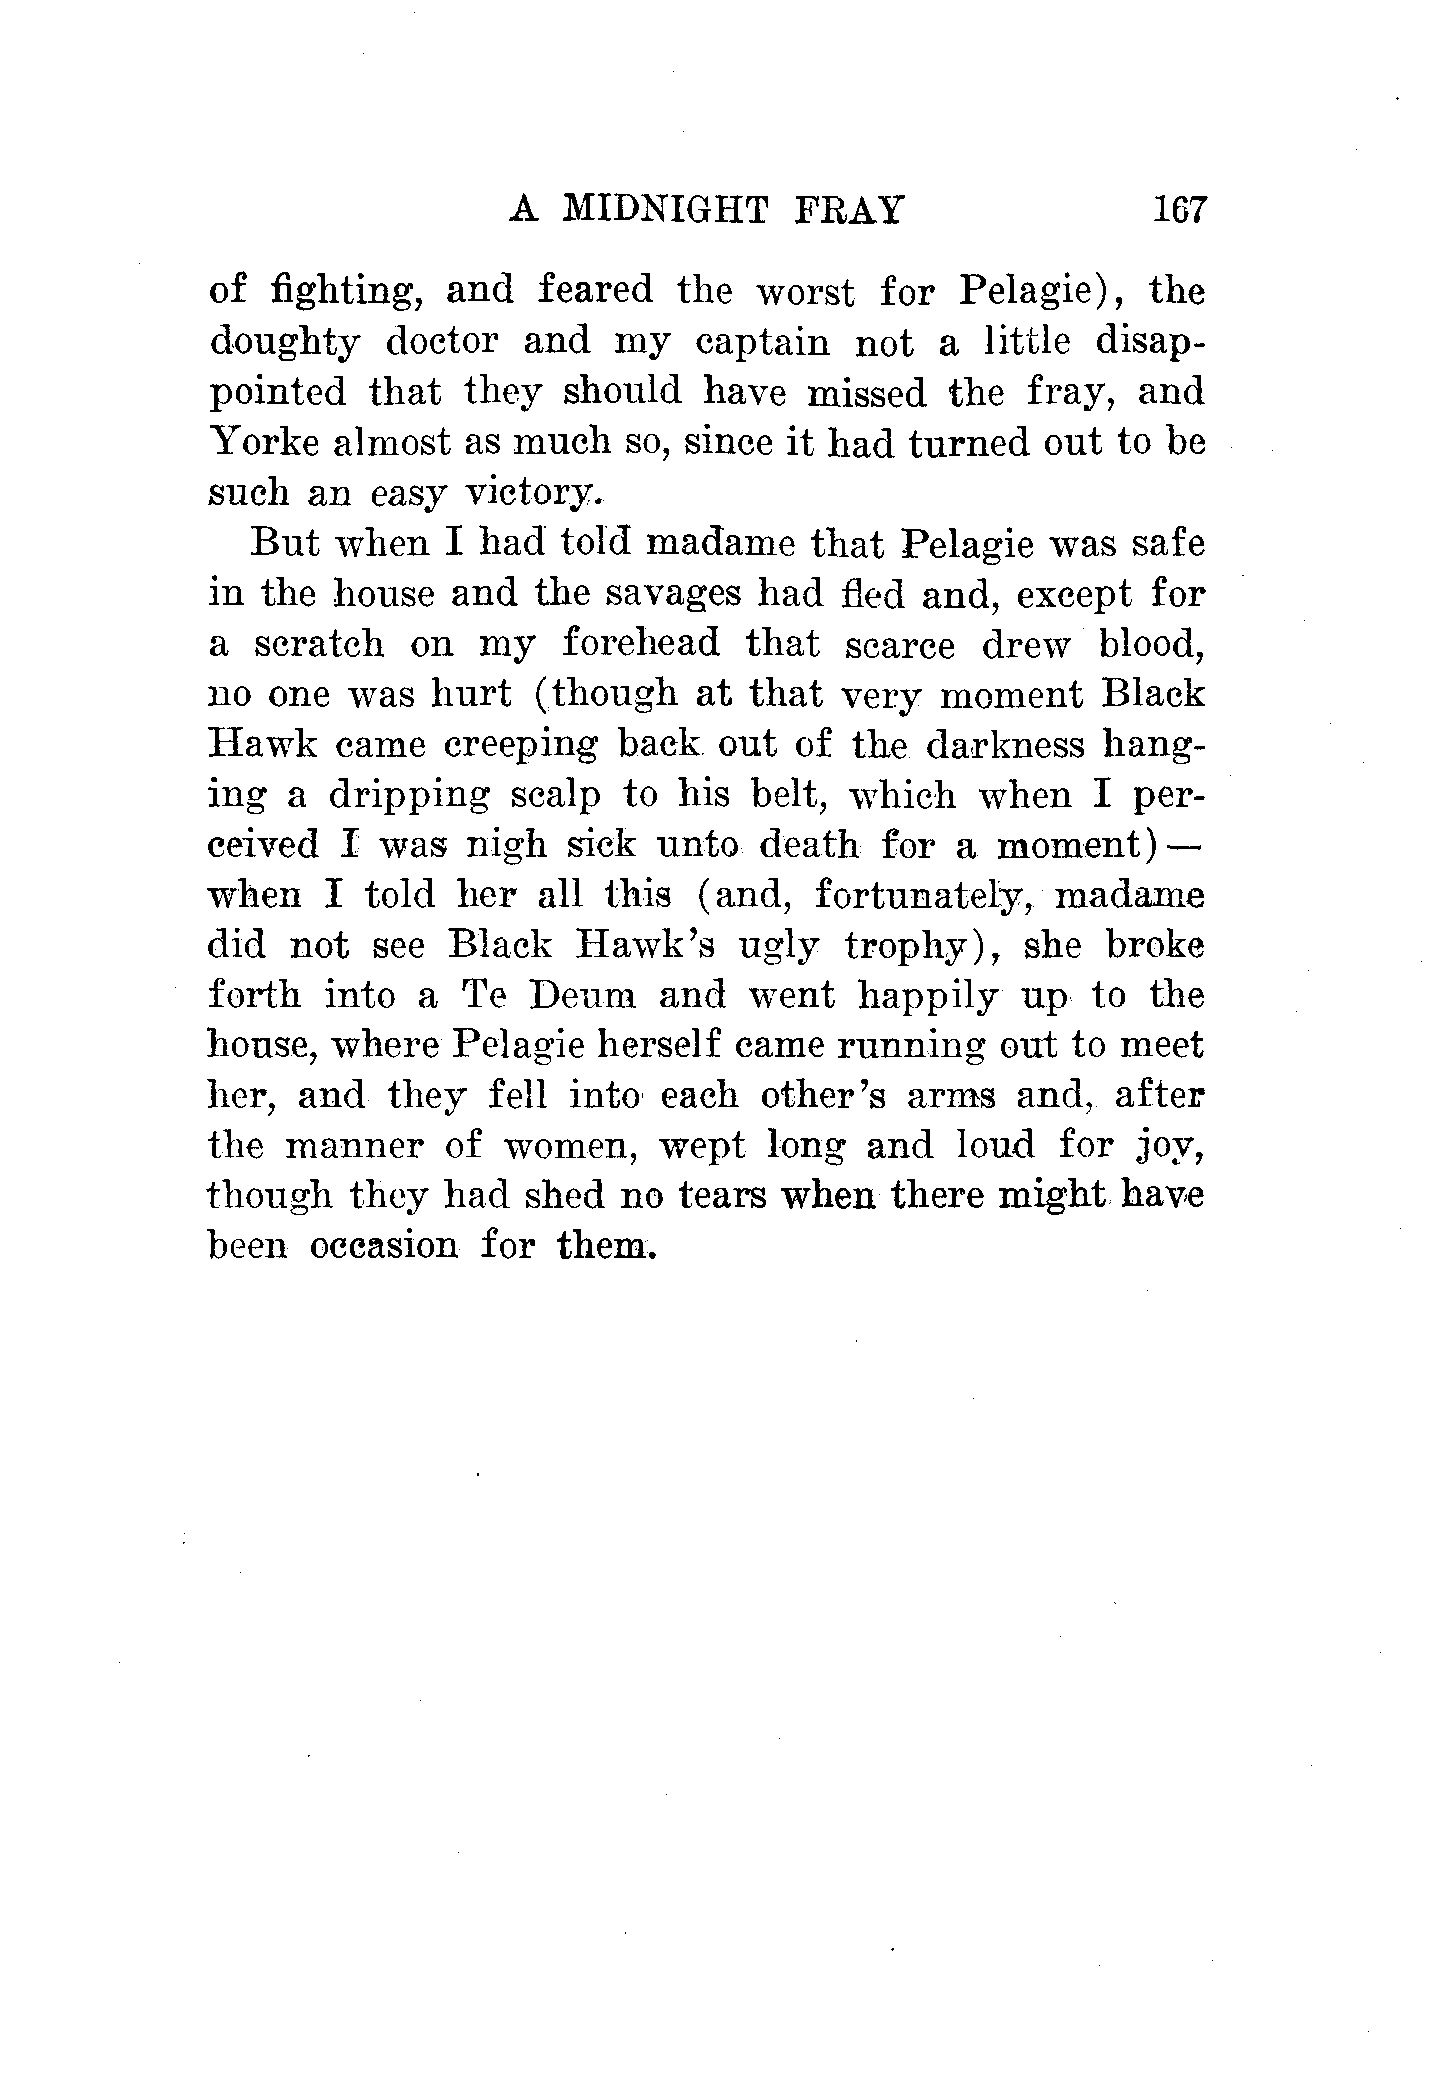 A MIDNIGHT FRAY 167
of fighting, and feared the worst for Pelagie), the
doughty doctor and my captain not a little disap-
pointed that they should have missed the fray, and
Yorke almost as much so, since it had turned out to be
such an easy victory.
But when I had told madame that Pelagie was safe
in the house and the savages had fled and, except for
a scratch on my forehead that scarce drew blood,
no one was hurt (though at that very moment Black
Hawk came creeping back out of the darkness hang-
ing a dripping scalp to his belt, which when I per-
ceived I was nigh sick unto death for a moment)—
when I told her all this (and, fortunately, madame
did not see Black Hawk's ugly trophy), she broke
forth into a Te Deum and went happily up to the
house, where Pelagie herself came running out to meet
her, and they fell into each other's arms and, after
the manner of women, wept long and loud for joy,
though they had shed no tears when there might have
been occasion for them.